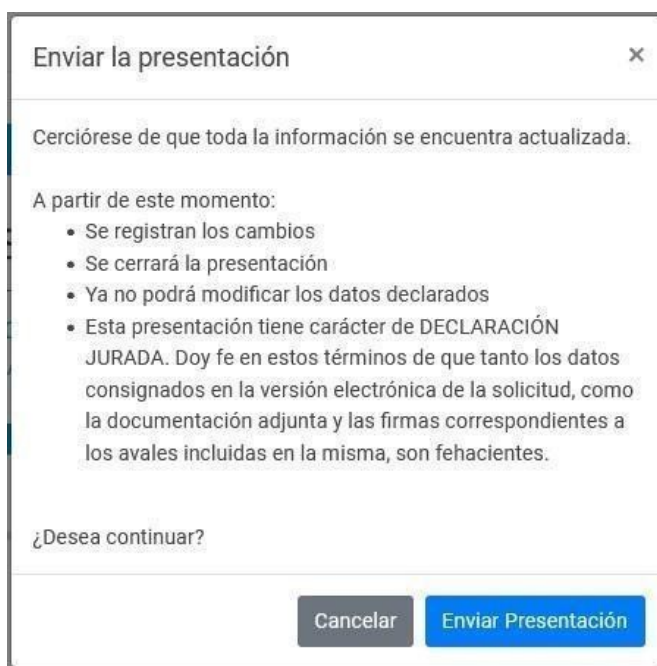 Enviar la presentación ×
Cerciórese de que toda la información se encuentra actualizada.
A partir de este momento:
• Se registran los cambios
• Se cerrará la presentación
• Ya no podrá modificar los datos declarados
• Esta presentación tiene carácter de DECLARACIÓN
JURADA. Doy fe en estos términos de que tanto los datos
consignados en la versión electrónica de la solicitud, como
la documentación adjunta y las firmas correspondientes a
los avales incluidas en la misma, son fehacientes.
¿Desea continuar?
Cancelar Enviar Presentación